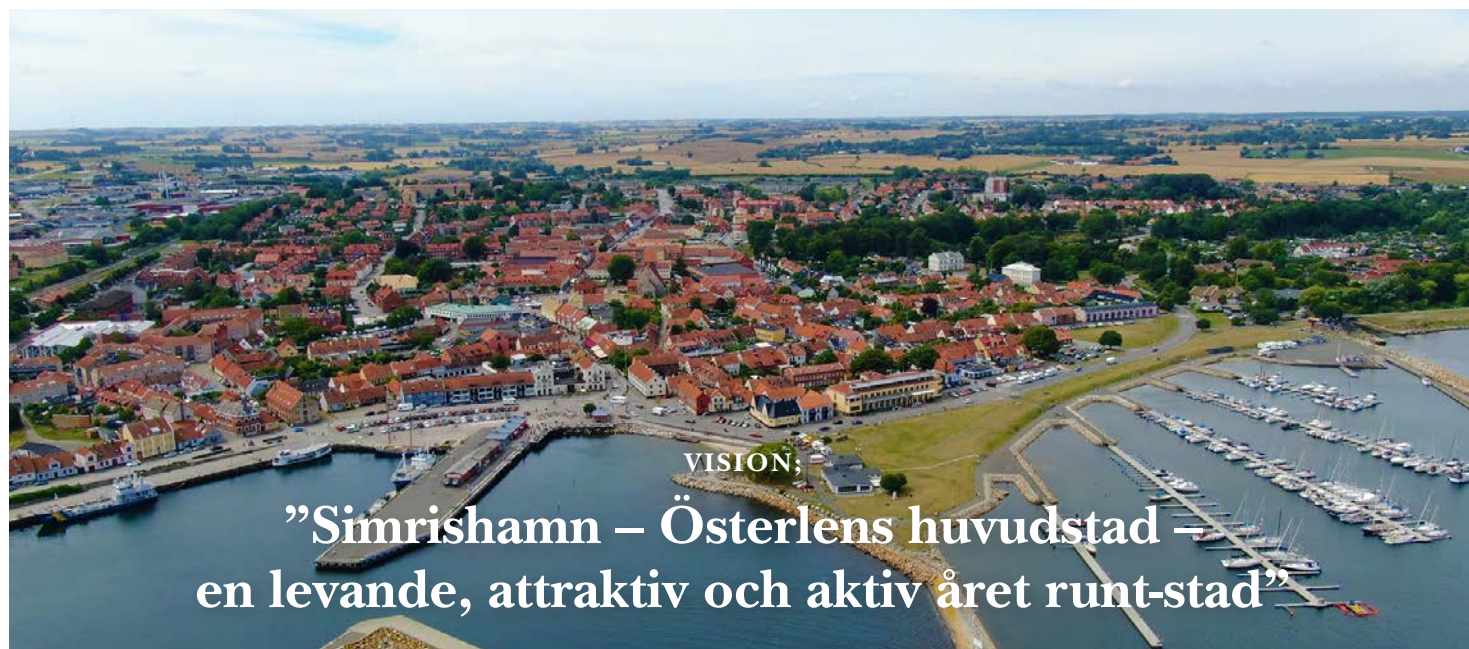 VISION;
”Simrishamn – Österlens huvudstad –
en levande, attraktiv och aktiv året runt-stad”